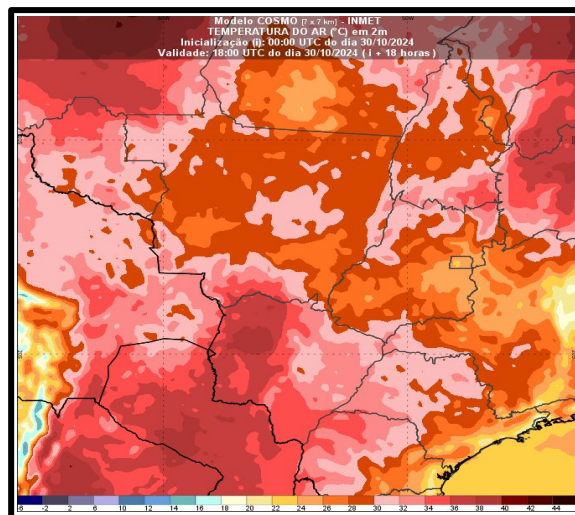 Modelo COSMO [7 x 7 km] - INMET
TEMPERATURA DO AR (°C) em 2m
Inicialização (i): 00:00 UTC do dia 30/10/2024
Validade: 18:00 UTC do dia 30/10/2024 ( i + 18 horas )
-6 -2 2 6 10 12 14 16 18 20 22 24 26 28 30 32 34 36 38 40 42 44